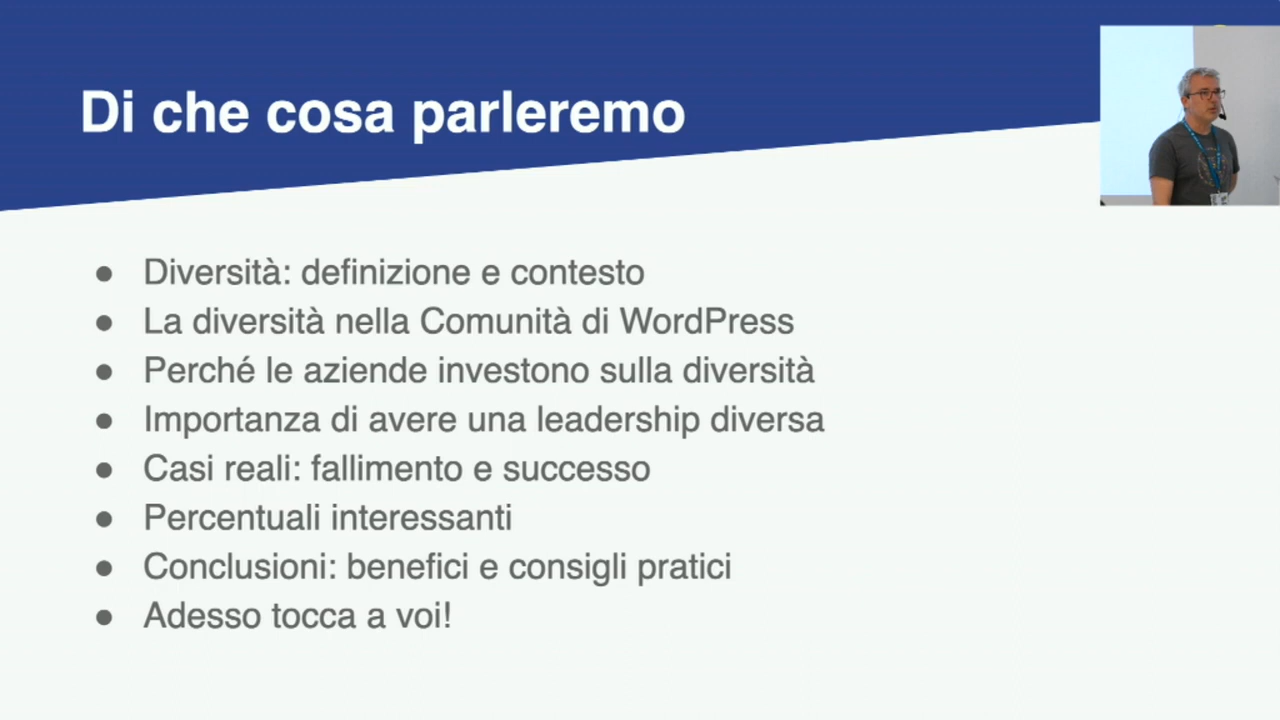 Di che cosa parleremo
● Diversità: definizione e contesto
● La diversità nella Comunità di WordPress
● Perché le aziende investono sulla diversità
● Importanza di avere una leadership diversa
● Casi reali: fallimento e successo
● Percentuali interessanti
● Conclusioni: benefici e consigli pratici
● Adesso tocca a voi!